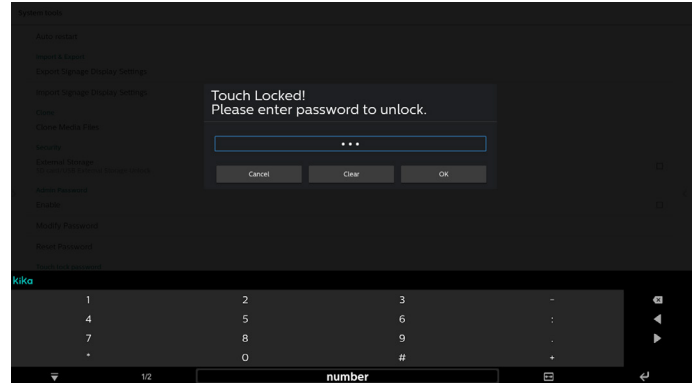 System tools
Auto restart
Import & Export
Export Signage Display Settings
Import Signage Display Settings
Clone
Clone Media Files
Security
External Storage
Admin Password
Enable
Modify Password
Reset Password
Touch Locked!
Please enter password to unlock.
•••
Cancel Clear OK
kika
1 2 3 -
4 5 6 :
7 8 9 .
* 0 # +
1/2 number